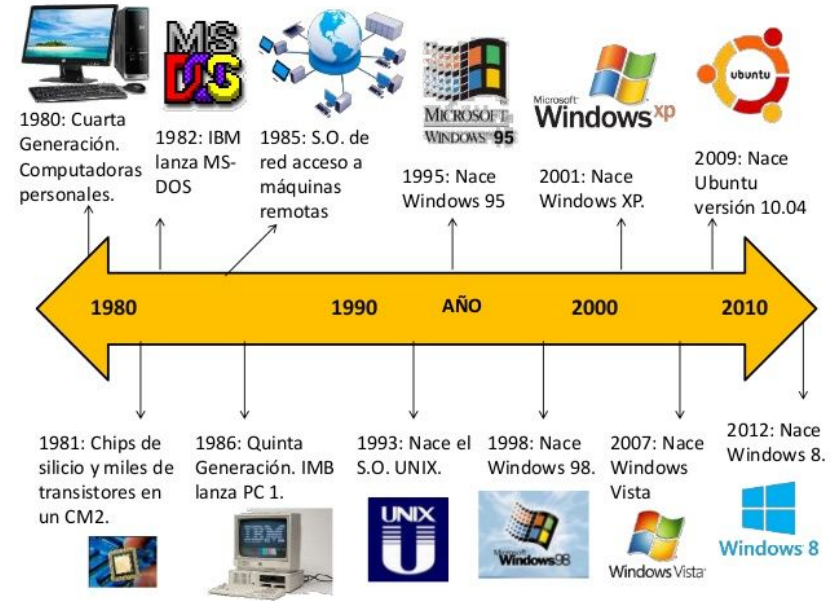 MS
DOS
ubuntu
MICROSOFT
WINDOWS 95
Microsoft
Windows xp
1980: Cuarta
Generación.
Computadoras
personales.
1982: IBM
lanza MS-
DOS
1985: S.O. de
red acceso a
máquinas
remotas
1995: Nace
Windows 95
2001: Nace
Windows XP.
2009: Nace
Ubuntu
versión 10.04
1980
1990
AÑO
2000
2010
1981: Chips de
silicio y miles de
transistores en
un CM2.
1986: Quinta
Generación. IMB
lanza PC 1.
1993: Nace el
S.O. UNIX.
1998: Nace
Windows 98.
2007: Nace
Windows
Vista
2012: Nace
Windows 8.
IBM
UNIX
U
Microsoft
Windows98
Windows Vista
Windows 8